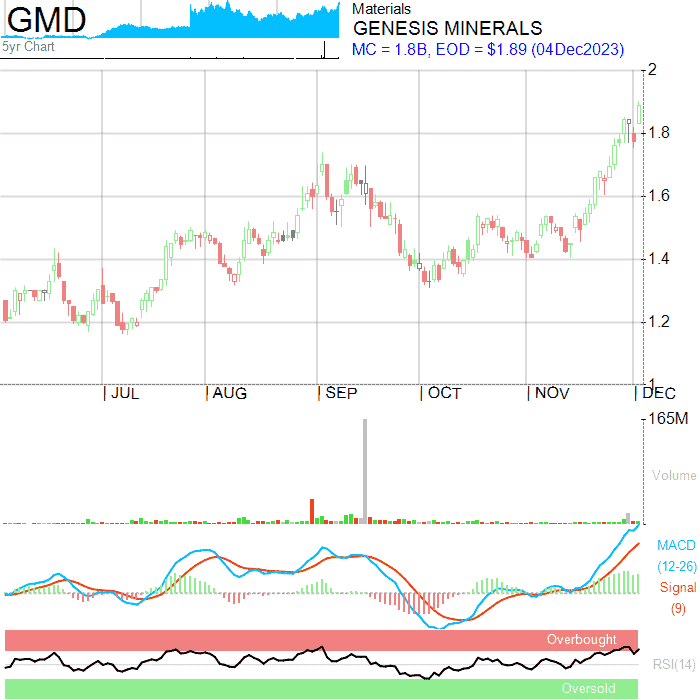 GMD
5yr Chart
Materials
GENESIS MINERALS
MC = 1.8B, EOD = $1.89 (04Dec2023)
2
1.8
1.6
1.4
1.2
1
JUL AUG SEP OCT NOV DEC
165M
Volume
MACD
(12-26)
Signal
(9)
Overbought
RSI(14)
Oversold